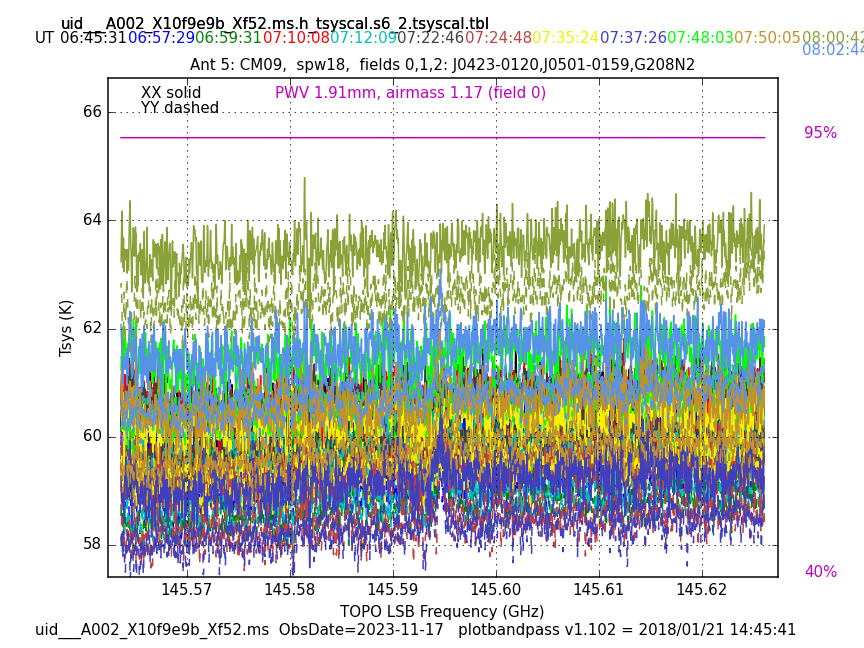 uid___A002_X10f9e9b_Xf52.ms.h_tsyscal.s6_2.tsyscal.tbl
UT 06:45:31 06:57:29 06:59:31 07:10:08 07:12:09 07:22:46 07:24:48 07:35:24 07:37:26 07:48:03 07:50:05 08:00:42
08:02:44
Ant 5: CM09, spw18, fields 0,1,2: J0423-0120,J0501-0159,G208N2
XX solid PWV 1.91mm, airmass 1.17 (field 0)
YY dashed
66
95%
64
62
Tsys (K)
60
58
40%
145.57 145.58 145.59 145.60 145.61 145.62
TOPO LSB Frequency (GHz)
uid___A002_X10f9e9b_Xf52.ms ObsDate=2023-11-17 plotbandpass v1.102 = 2018/01/21 14:45:41